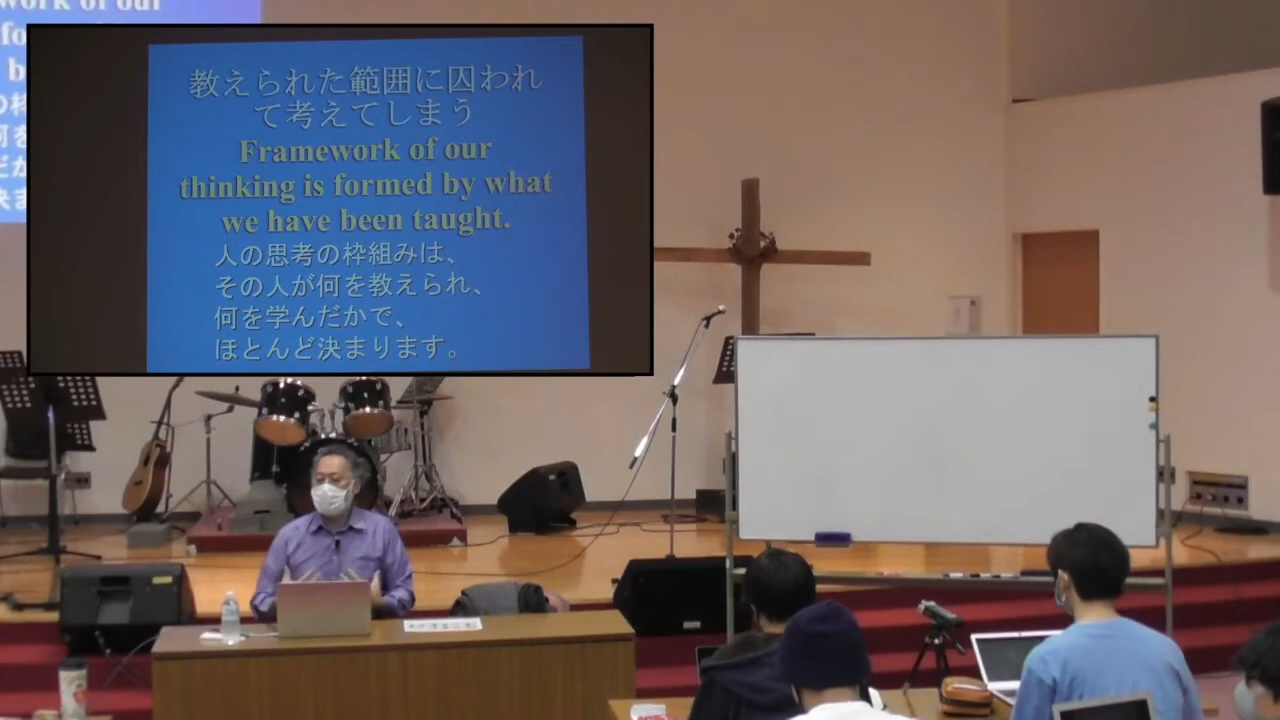 教えられた範囲に囚われ
て考えてしまう
Framework of our
thinking is formed by what
we have been taught.
人の思考の枠組みは、
その人が何を教えられ、
何を学んだかで、
ほとんど決まります。